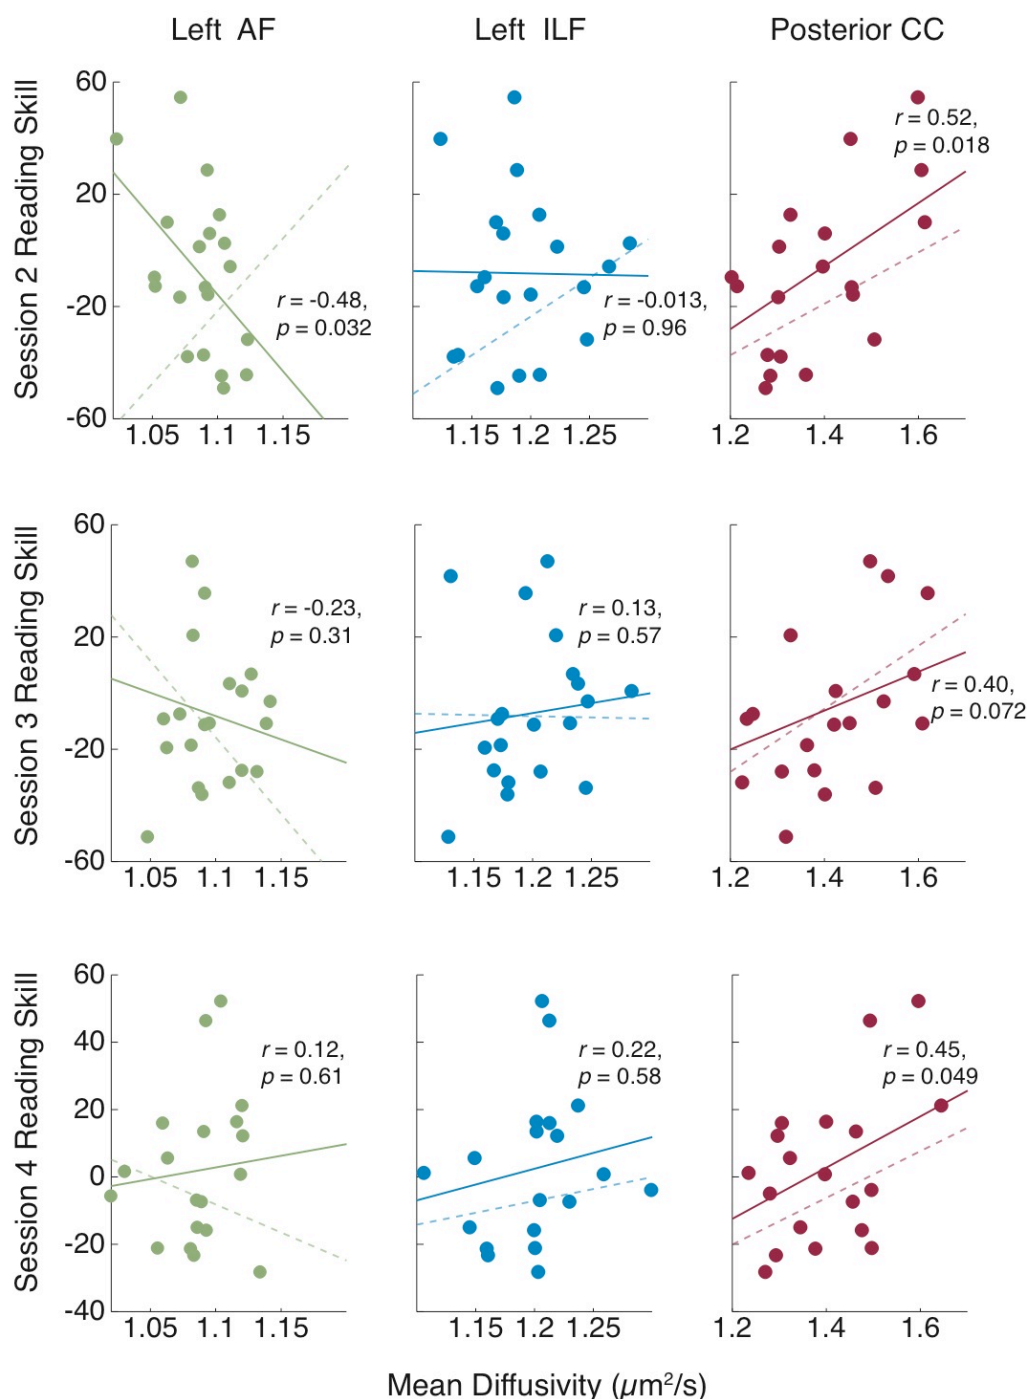 Left AF
Left ILF
Posterior CC
Session 2 Reading Skill
60
20
-20
-60
r = -0.48,
p = 0.032
1.05 1.1 1.15
r = -0.013,
p = 0.96
1.15 1.2 1.25
r = 0.52,
p = 0.018
1.2 1.4 1.6
Session 3 Reading Skill
60
20
-20
-60
r = -0.23,
p = 0.31
1.05 1.1 1.15
r = 0.13,
p = 0.57
1.15 1.2 1.25
r = 0.40,
p = 0.072
1.2 1.4 1.6
Session 4 Reading Skill
60
40
20
0
-20
-40
r = 0.12,
p = 0.61
1.05 1.1 1.15
r = 0.22,
p = 0.58
1.15 1.2 1.25
r = 0.45,
p = 0.049
1.2 1.4 1.6
Mean Diffusivity (μm²/s)